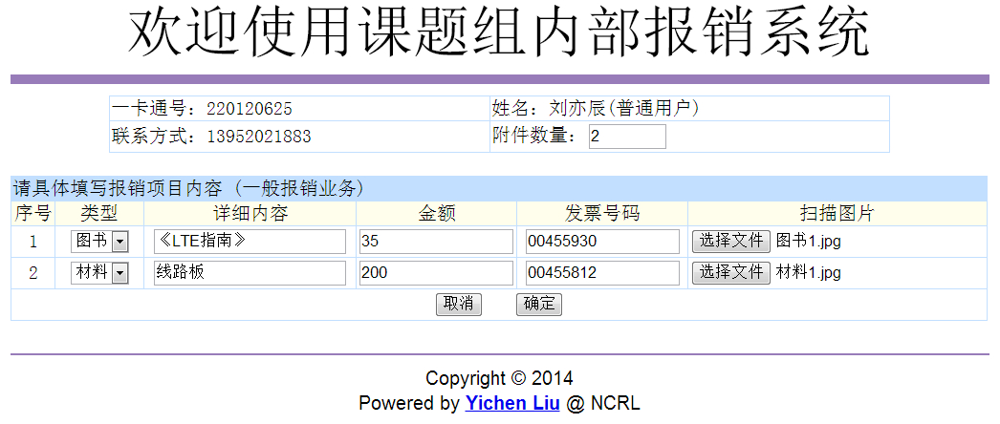 欢迎使用课题组内部报销系统
一卡通号：220120625 姓名：刘亦辰(普通用户)
联系方式：13952021883 附件数量：2
请具体填写报销项目内容 (一般报销业务)
序号 类型 详细内容 金额 发票号码 扫描图片
1 图书 《LTE指南》 35 00455930 选择文件 图书1.jpg
2 材料 线路板 200 00455812 选择文件 材料1.jpg
取消 确定
Copyright © 2014
Powered by Yichen Liu @ NCRL